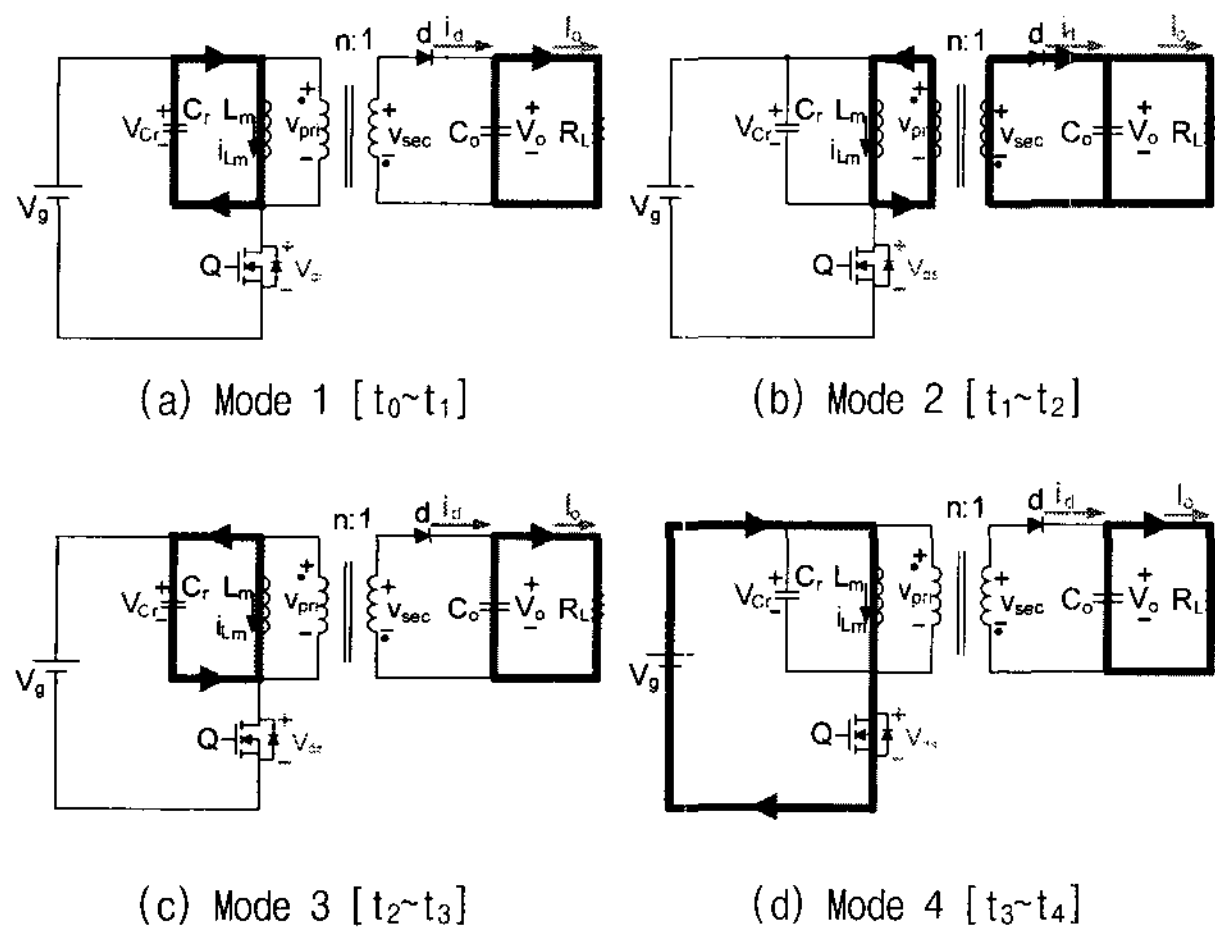 n:1
d
i_d
I_o
+
V_Cr
-
C_r
L_m
i_Lm
+
v_pri
-
+
v_sec
-
C_o
+
V_o
-
R_L
V_g
Q
+
-
(a) Mode 1 [t₀~t₁]
n:1
d
i_d
I_o
+
V_Cr
-
C_r
L_m
i_Lm
+
-
+
v_sec
-
C_o
+
V_o
-
R_L
V_g
Q
+
V_ds
-
(b) Mode 2 [t₁~t₂]
n:1
d
i_d
I_o
+
V_Cr
-
C_r
L_m
i_Lm
+
v_pri
-
+
v_sec
-
C_o
+
V_o
-
R_L
V_g
Q
+
V_ds
-
(c) Mode 3 [t₂~t₃]
n:1
d
i_d
I_o
+
V_Cr
-
C_r
L_m
i_Lm
+
v_pri
-
+
v_sec
-
C_o
+
V_o
-
R_L
V_g
Q
+
-
(d) Mode 4 [t₃~t₄]